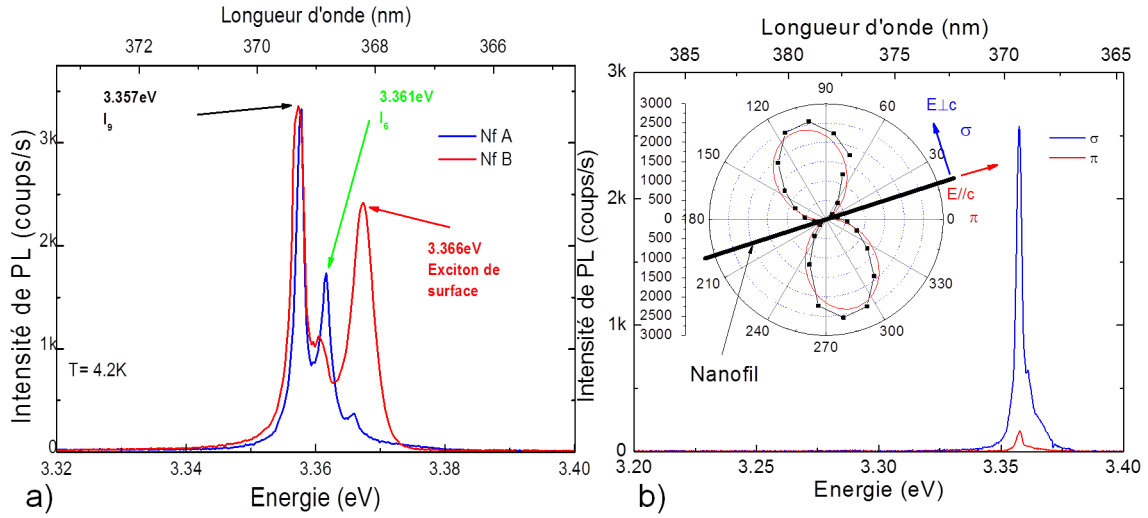 Longueur d'onde (nm)
372
370
368
366
3.357eV
I9
3.361eV
I6
Nf A
Nf B
3.366eV
Exciton de
surface
T= 4.2K
3k
2k
1k
0
Intensité de PL (coups/s)
3.32
3.34
3.36
3.38
3.40
Energie (eV)
a)
Longueur d'onde (nm)
385
380
375
370
365
3k
2k
1k
0
Intensité de PL (coups/s)
3000
2500
2000
1500
1000
500
0
500
1000
1500
2000
2500
3000
90
120
60
150
30
180
0
210
330
240
300
270
E⊥c
σ
E//c
π
Nanofil
σ
π
3.20
3.25
3.30
3.35
3.40
Energie (eV)
b)